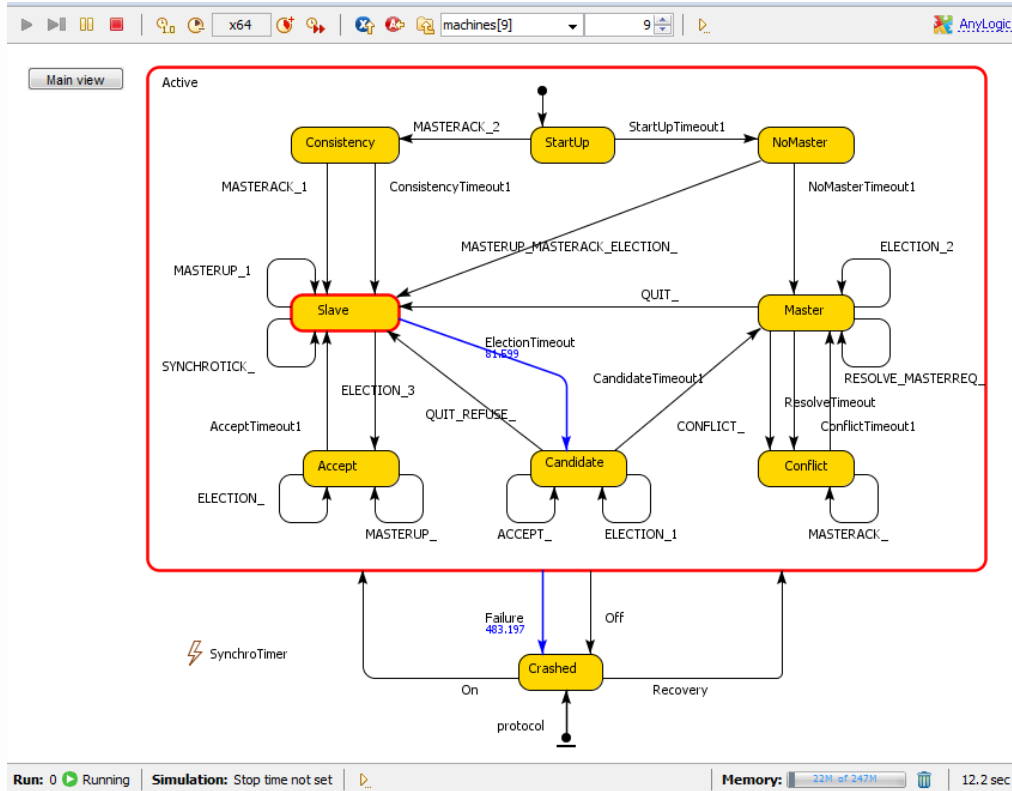 x64
machines[9]
9
AnyLogic
Main view
Active
MASTERACK_2
StartUpTimeout1
Consistency
StartUp
NoMaster
MASTERACK_1
ConsistencyTimeout1
NoMasterTimeout1
MASTERUP_MASTERACK_ELECTION_
ELECTION_2
MASTERUP_1
QUIT_
Slave
Master
ElectionTimeout
81.599
SYNCHROTICK_
CandidateTimeout1
RESOLVE_MASTERREQ_
ELECTION_3
ResolveTimeout
QUIT_REFUSE_
AcceptTimeout1
CONFLICT_
ConflictTimeout1
Accept
Candidate
Conflict
ELECTION_
MASTERUP_
ACCEPT_
ELECTION_1
MASTERACK_
Failure
483.197
Off
SynchroTimer
Crashed
On
Recovery
protocol
Run: 0 Running
Simulation: Stop time not set
Memory: 22M of 247M
12.2 sec